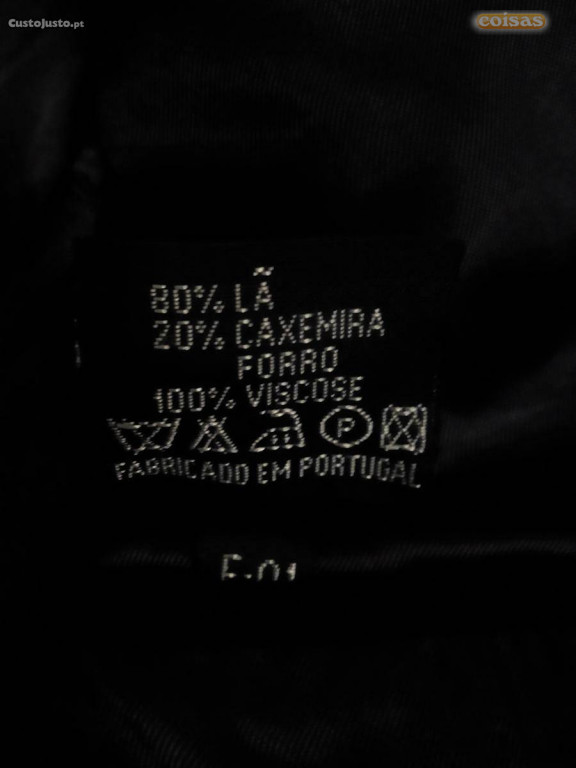 CustoJusto.pt
coisas
80% LÃ
20% CAXEMIRA
FORRO
100% VISCOSE
P
FABRICADO EM PORTUGAL